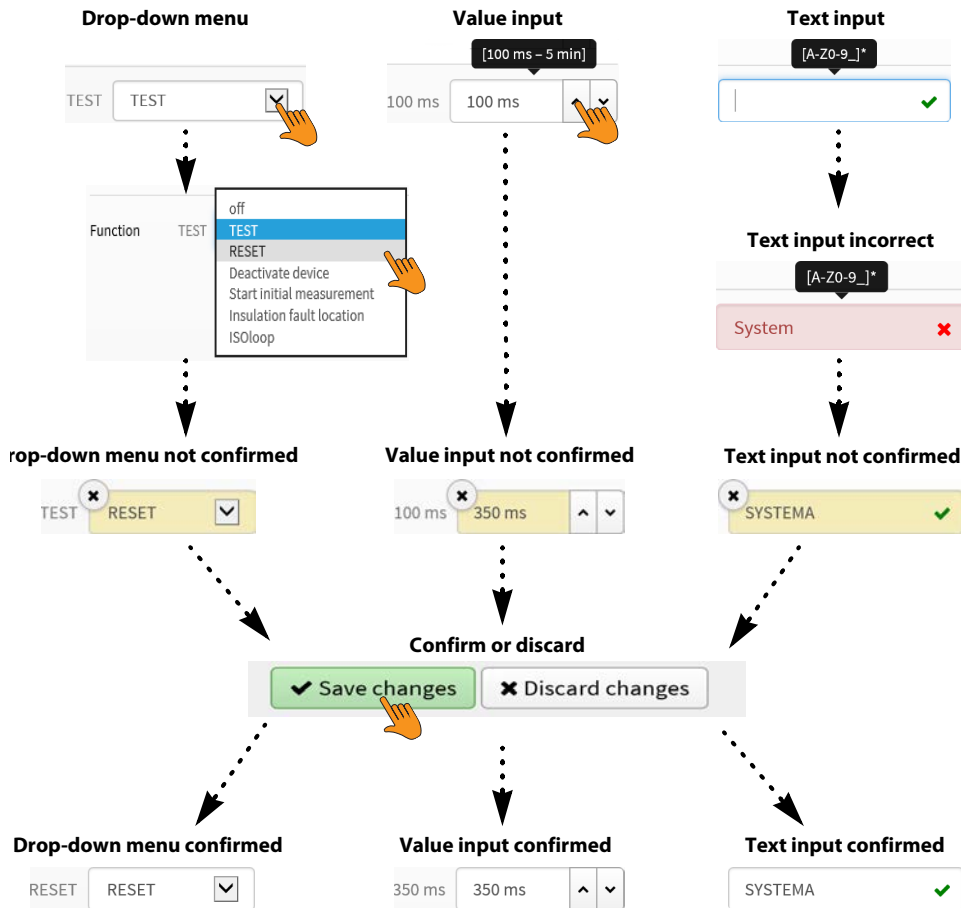 Drop-down menu
Value input
Text input
[100 ms – 5 min]
[A-Z0-9_]*
TEST
TEST
100 ms
100 ms
Function
TEST
off
TEST
RESET
Deactivate device
Start initial measurement
Insulation fault location
ISOloop
Text input incorrect
[A-Z0-9_]*
System
rop-down menu not confirmed
Value input not confirmed
Text input not confirmed
TEST
RESET
100 ms
350 ms
SYSTEMA
Confirm or discard
Save changes
Discard changes
Drop-down menu confirmed
Value input confirmed
Text input confirmed
RESET
RESET
350 ms
350 ms
SYSTEMA